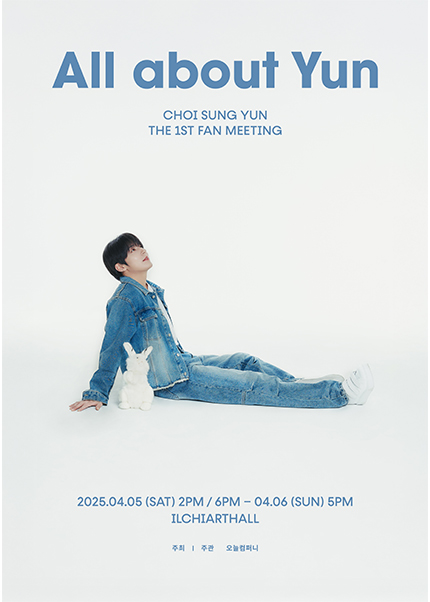 All about Yun
CHOI SUNG YUN
THE 1ST FAN MEETING
2025.04.05 (SAT) 2PM / 6PM – 04.06 (SUN) 5PM
ILCHIARTHALL
주최 | 주관 오늘컴퍼니